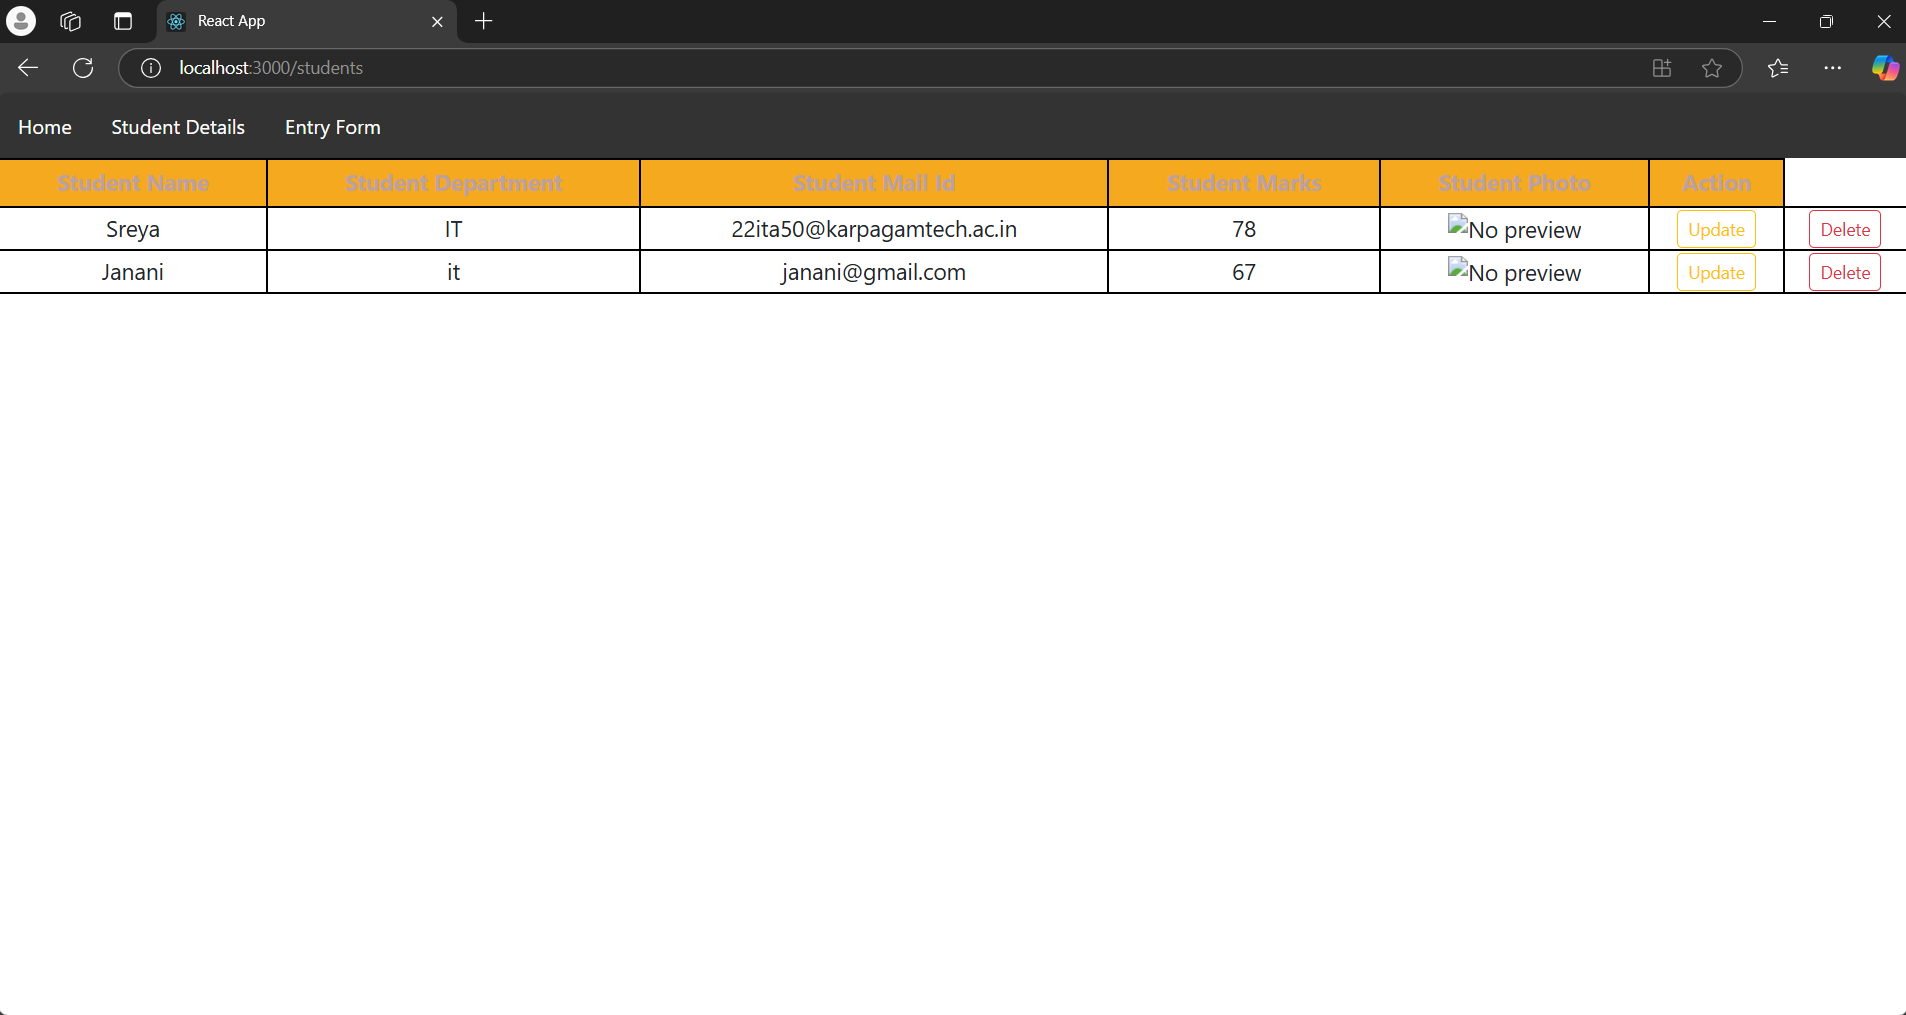 React App
localhost:3000/students
Home Student Details Entry Form
Student Name Student Department Student Mail Id Student Marks Student Photo Action
Sreya IT 22ita50@karpagamtech.ac.in 78 No preview Update Delete
Janani it janani@gmail.com 67 No preview Update Delete